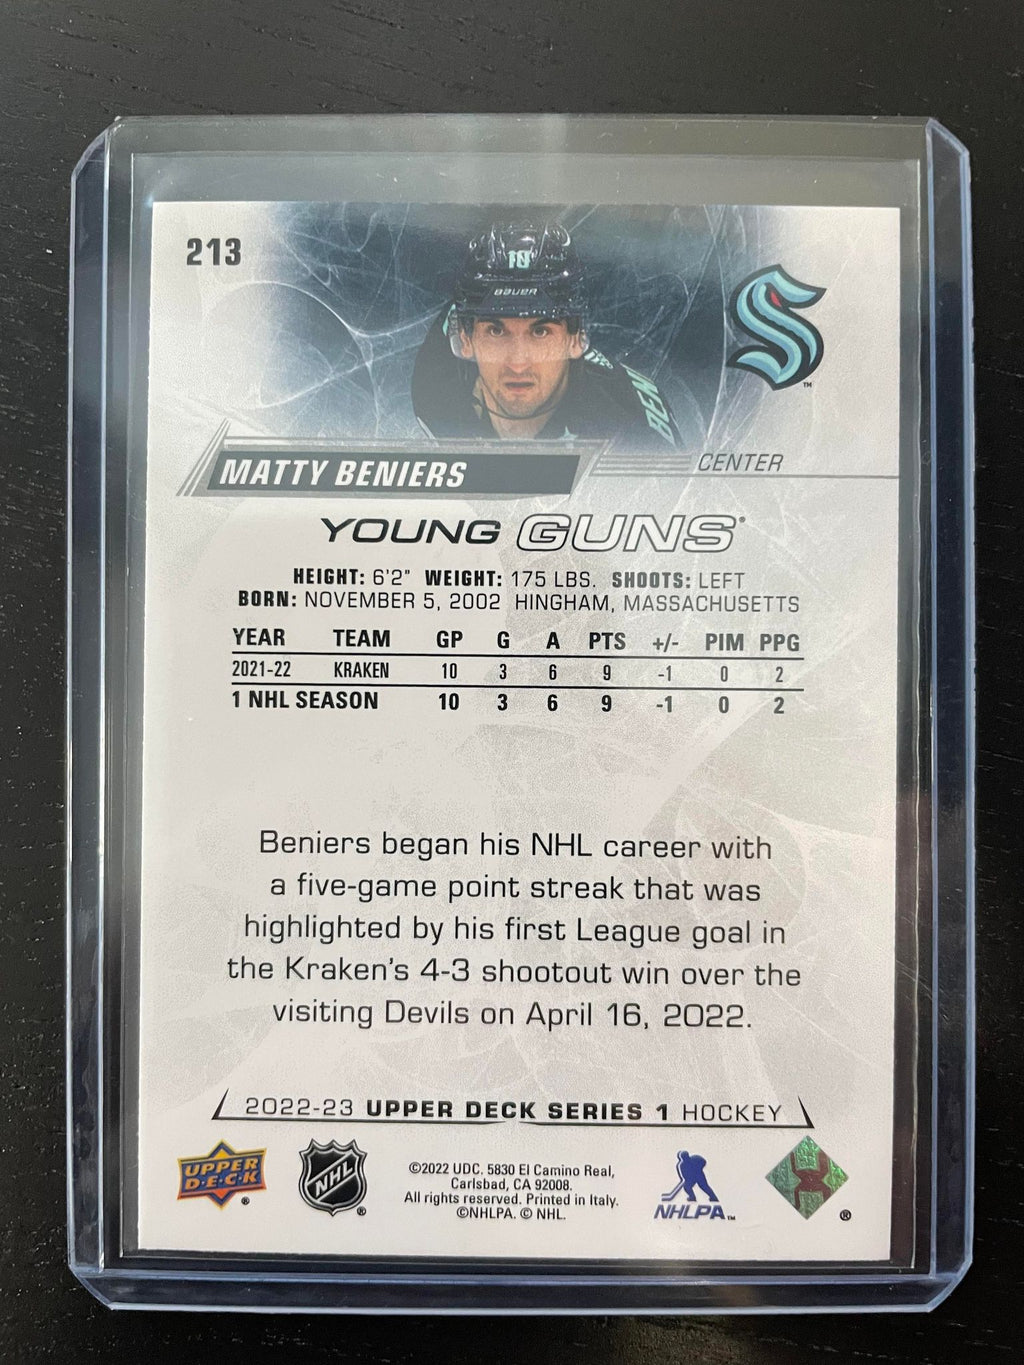 213
10
BAUER
BENI
™
MATTY BENIERS
CENTER
YOUNG GUNS®
HEIGHT: 6'2" WEIGHT: 175 LBS. SHOOTS: LEFT
BORN: NOVEMBER 5, 2002 HINGHAM, MASSACHUSETTS
YEAR TEAM GP G A PTS +/- PIM PPG
2021-22 KRAKEN 10 3 6 9 -1 0 2
1 NHL SEASON 10 3 6 9 -1 0 2
Beniers began his NHL career with
a five-game point streak that was
highlighted by his first League goal in
the Kraken's 4-3 shootout win over the
visiting Devils on April 16, 2022.
2022-23 UPPER DECK SERIES 1 HOCKEY
UPPER
D·E·C·K
®
NHL
®
©2022 UDC. 5830 El Camino Real,
Carlsbad, CA 92008.
All rights reserved. Printed in Italy.
©NHLPA. © NHL.
NHLPA™
®